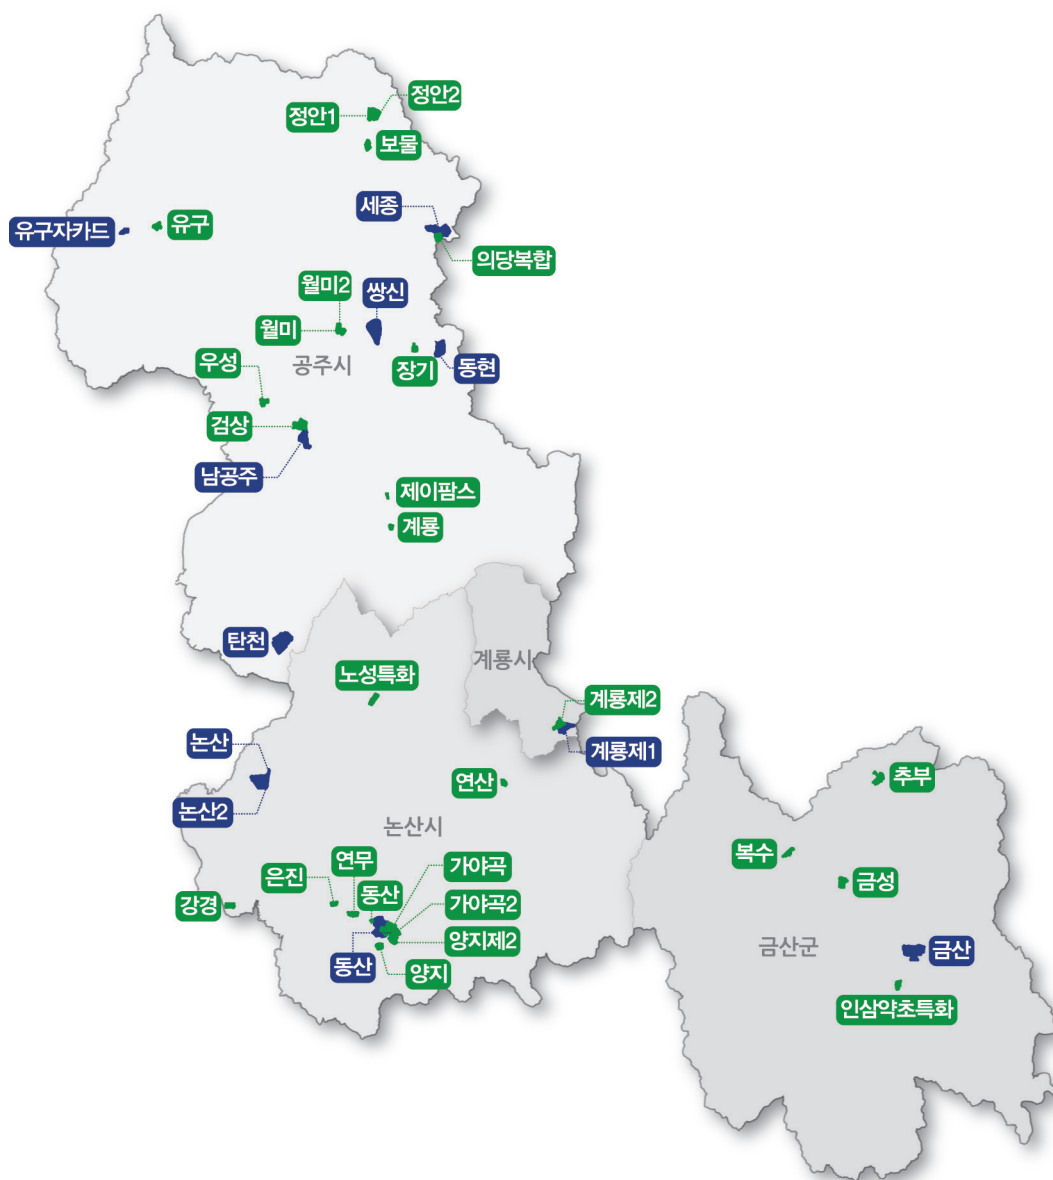 정안2
정안1
보물
세종
유구자카드
유구
의당복합
월미2
쌍신
월미
공주시
장기
동현
우성
검상
남공주
제이팜스
계룡
탄천
계룡시
노성특화
계룡제2
논산
계룡제1
연산
추부
논산2
논산시
복수
연무
가야곡
은진
동산
금성
강경
가야곡2
양지제2
금산군
금산
동산
양지
인삼약초특화